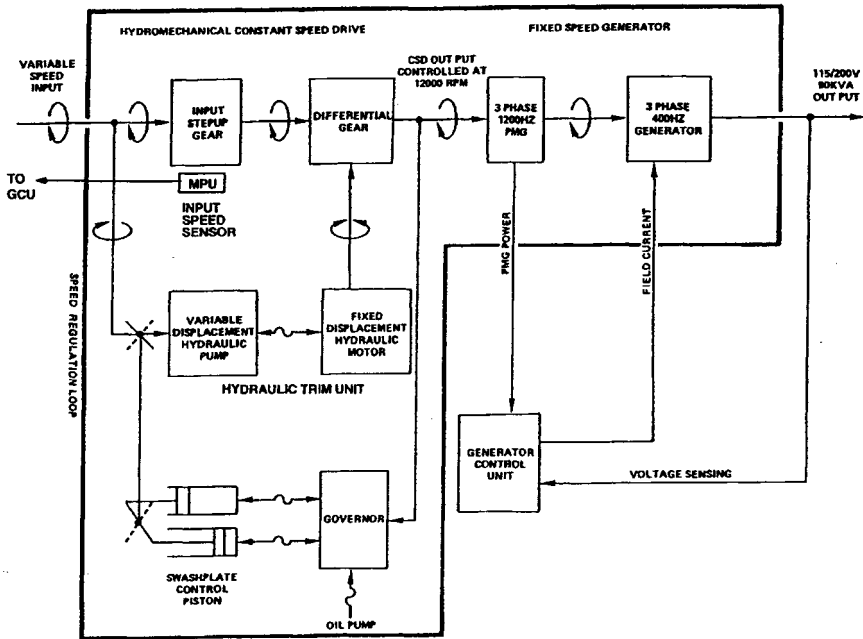 HYDROMECHANICAL CONSTANT SPEED DRIVE
FIXED SPEED GENERATOR
VARIABLE
SPEED
INPUT
INPUT
STEPUP
GEAR
DIFFERENTIAL
GEAR
CSD OUT PUT
CONTROLLED AT
12000 RPM
3 PHASE
1200HZ
PMG
3 PHASE
400HZ
GENERATOR
115/200V
90KVA
OUT PUT
TO
GCU
MPU
INPUT
SPEED
SENSOR
SPEED REGULATION LOOP
VARIABLE
DISPLACEMENT
HYDRAULIC
PUMP
FIXED
DISPLACEMENT
HYDRAULIC
MOTOR
HYDRAULIC TRIM UNIT
PMG POWER
FIELD CURRENT
GENERATOR
CONTROL
UNIT
VOLTAGE SENSING
GOVERNOR
SWASHPLATE
CONTROL
PISTON
OIL PUMP